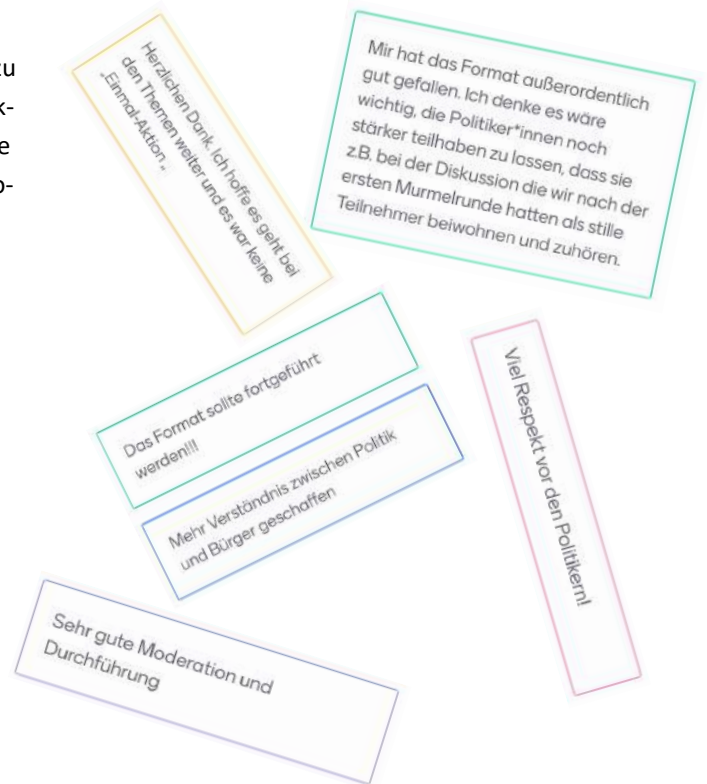 zu
k-
e
Herzlichen Dank. Ich hoffe es geht bei
den Themen weiter und es war keine
"Einmal-Aktion„
Mir hat das Format außerordentlich
gut gefallen. Ich denke es wäre
wichtig, die Politiker*innen noch
stärker teilhaben zu lassen, dass sie
z.B. bei der Diskussion die wir nach der
ersten Murmelrunde hatten als stille
Teilnehmer beiwohnen und zuhören.
Das Format sollte fortgeführt
werden!!!
Mehr Verständnis zwischen Politik
und Bürger geschaffen
Viel Respekt vor den Politikern!
Sehr gute Moderation und
Durchführung